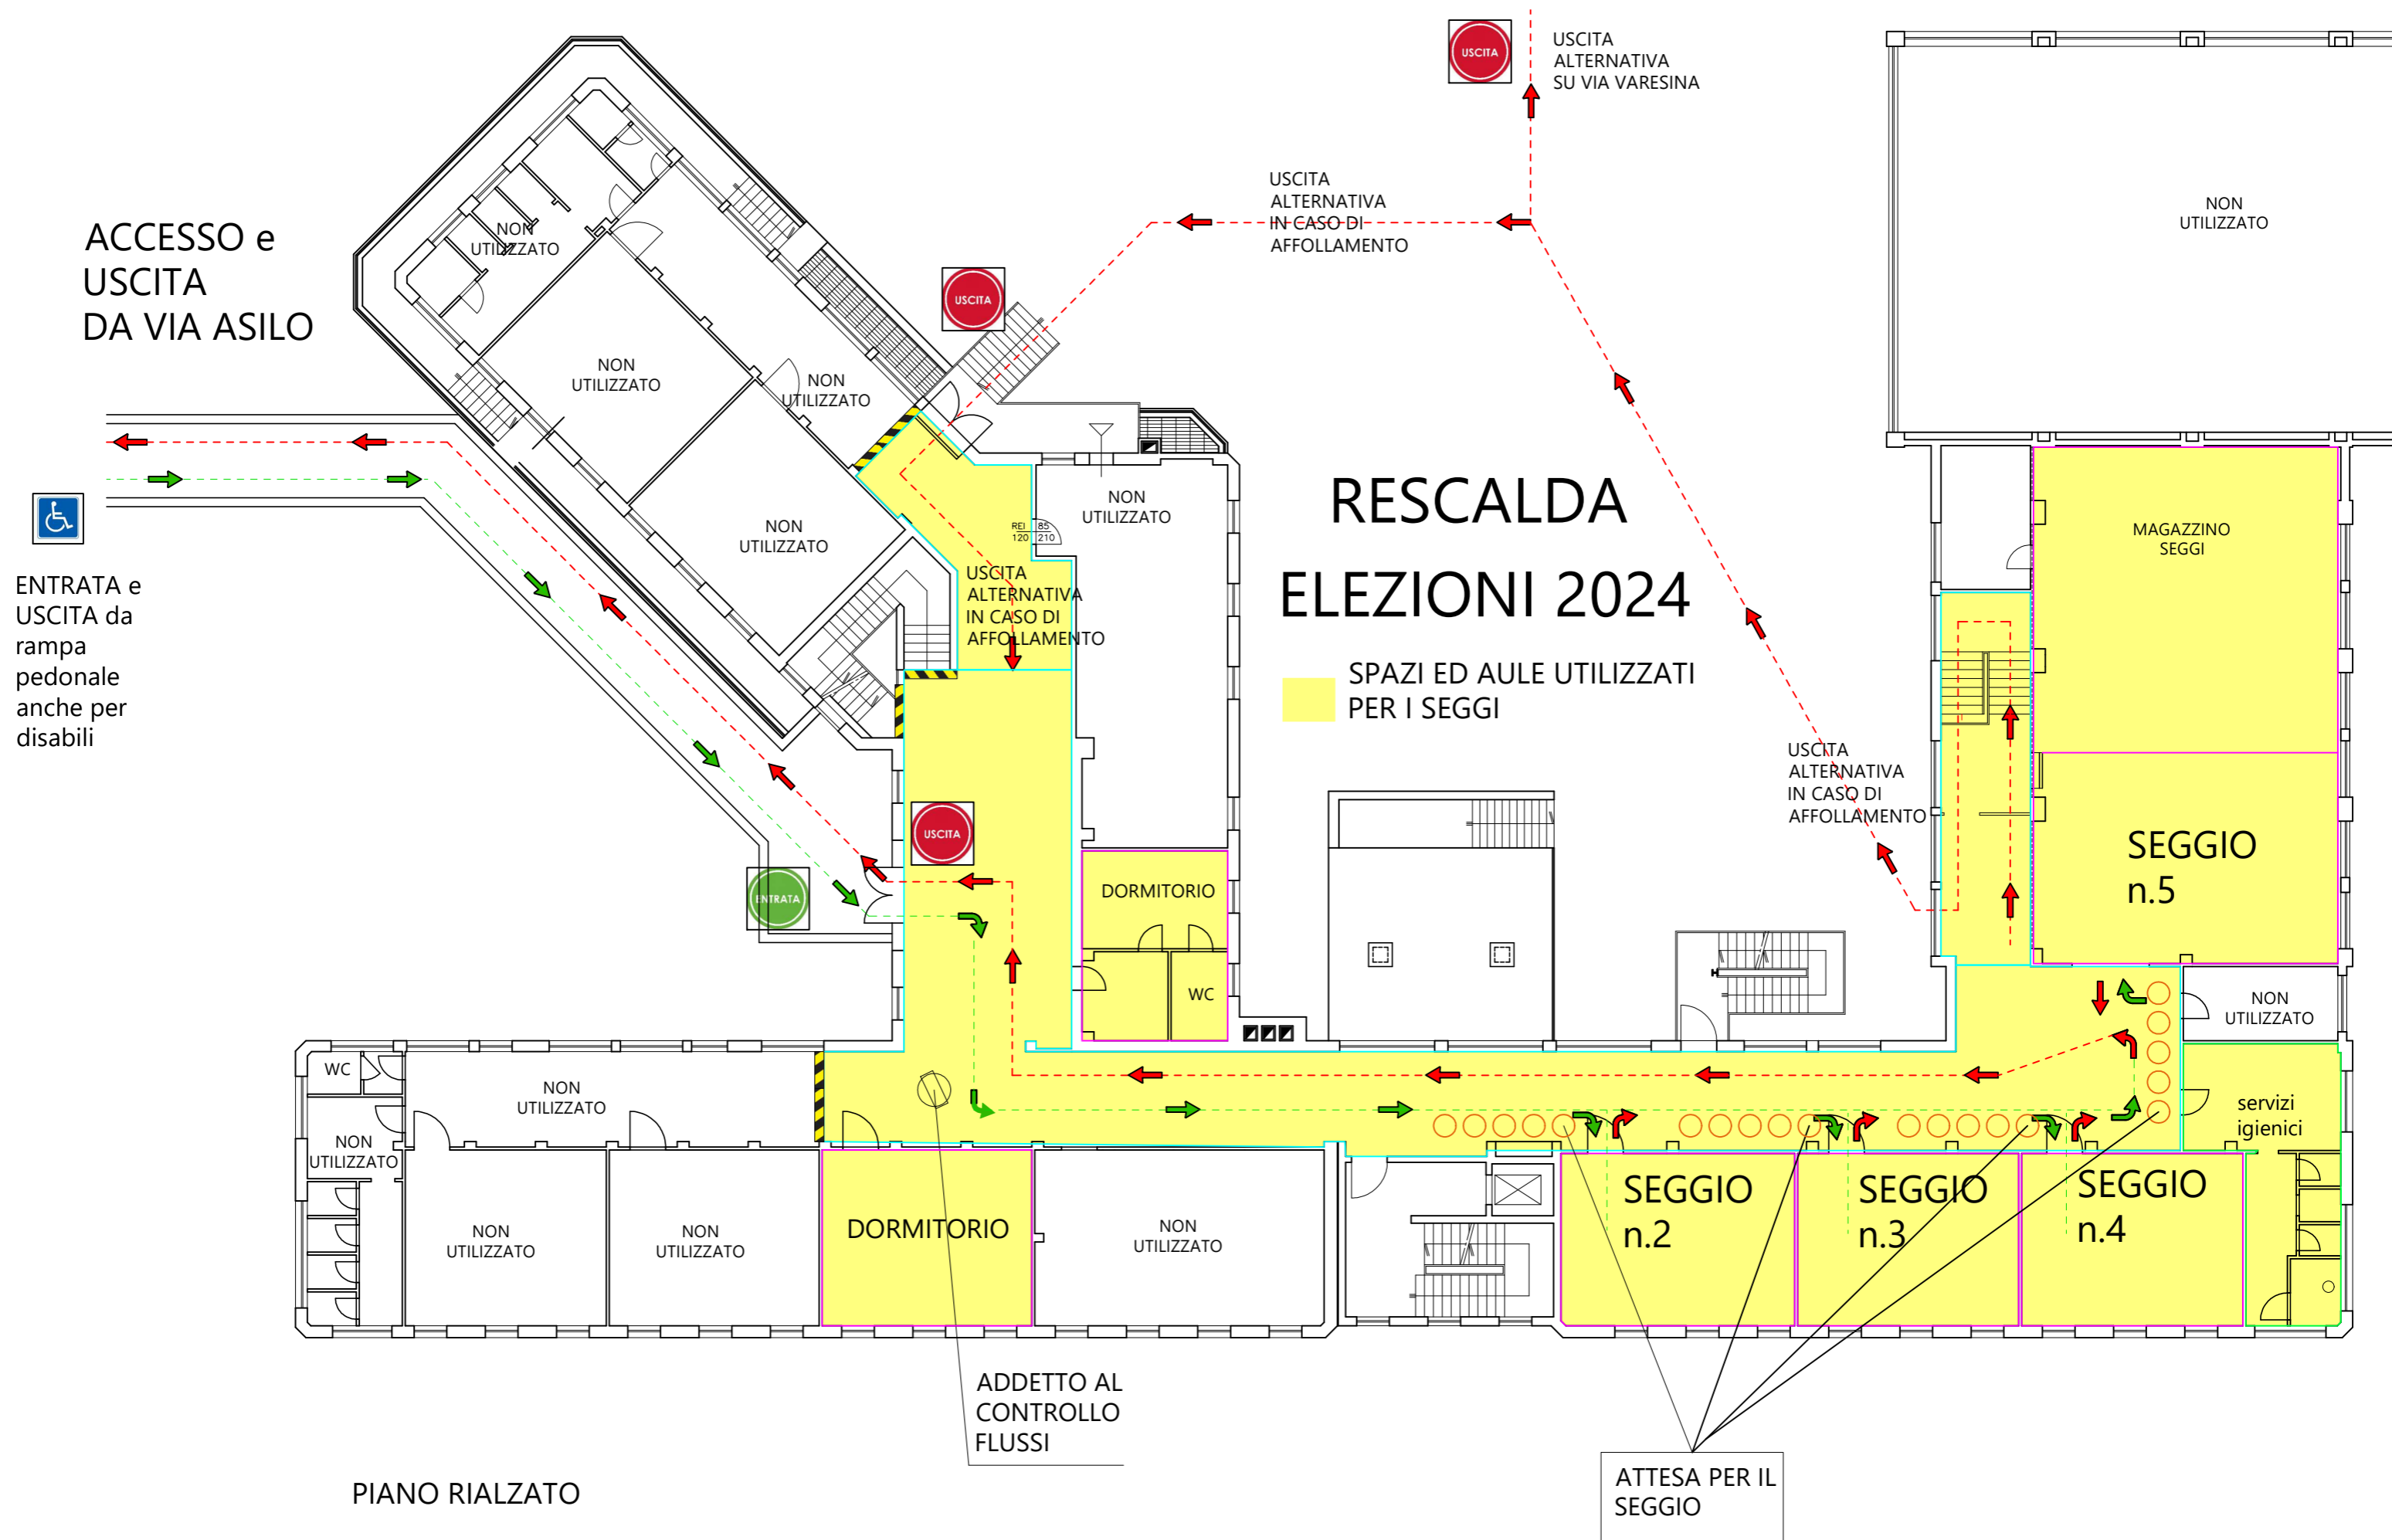 USCITA
USCITA
ALTERNATIVA
SU VIA VARESINA
USCITA
ALTERNATIVA
IN CASO DI
AFFOLLAMENTO
NON
UTILIZZATO
ACCESSO e
USCITA
DA VIA ASILO
NON
UTILIZZATO
USCITA
NON
UTILIZZATO
NON
UTILIZZATO
NON
UTILIZZATO
NON
UTILIZZATO
REI 85
120 210
RESCALDA
ELEZIONI 2024
SPAZI ED AULE UTILIZZATI
PER I SEGGI
MAGAZZINO
SEGGI
ENTRATA e
USCITA da
rampa
pedonale
anche per
disabili
USCITA
ALTERNATIVA
IN CASO DI
AFFOLLAMENTO
USCITA
ALTERNATIVA
IN CASO DI
AFFOLLAMENTO
USCITA
ENTRATA
DORMITORIO
WC
SEGGIO
n.5
NON
UTILIZZATO
WC
NON
UTILIZZATO
NON
UTILIZZATO
servizi
igienici
NON
UTILIZZATO
NON
UTILIZZATO
DORMITORIO
NON
UTILIZZATO
SEGGIO
n.2
SEGGIO
n.3
SEGGIO
n.4
ADDETTO AL
CONTROLLO
FLUSSI
ATTESA PER IL
SEGGIO
PIANO RIALZATO